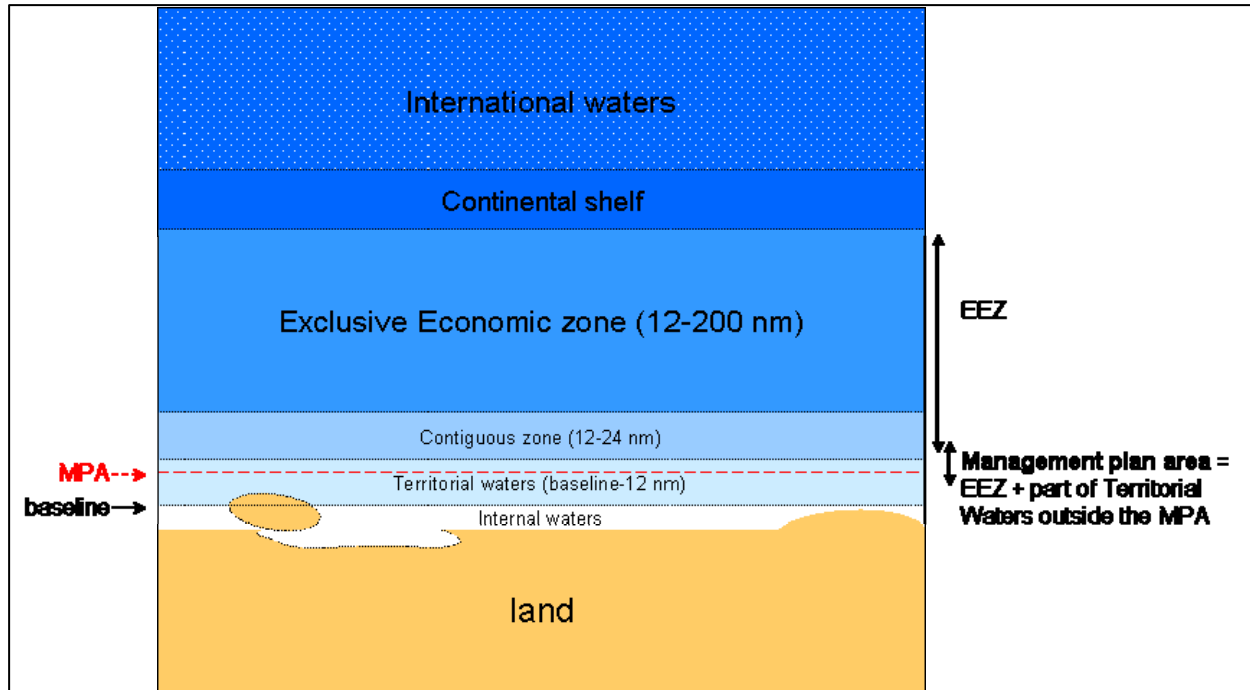 International waters
Continental shelf
Exclusive Economic zone (12-200 nm)
EEZ
Contiguous zone (12-24 nm)
MPA
Territorial waters (baseline-12 nm)
baseline
Internal waters
Management plan area =
EEZ + part of Territorial
Waters outside the MPA
land